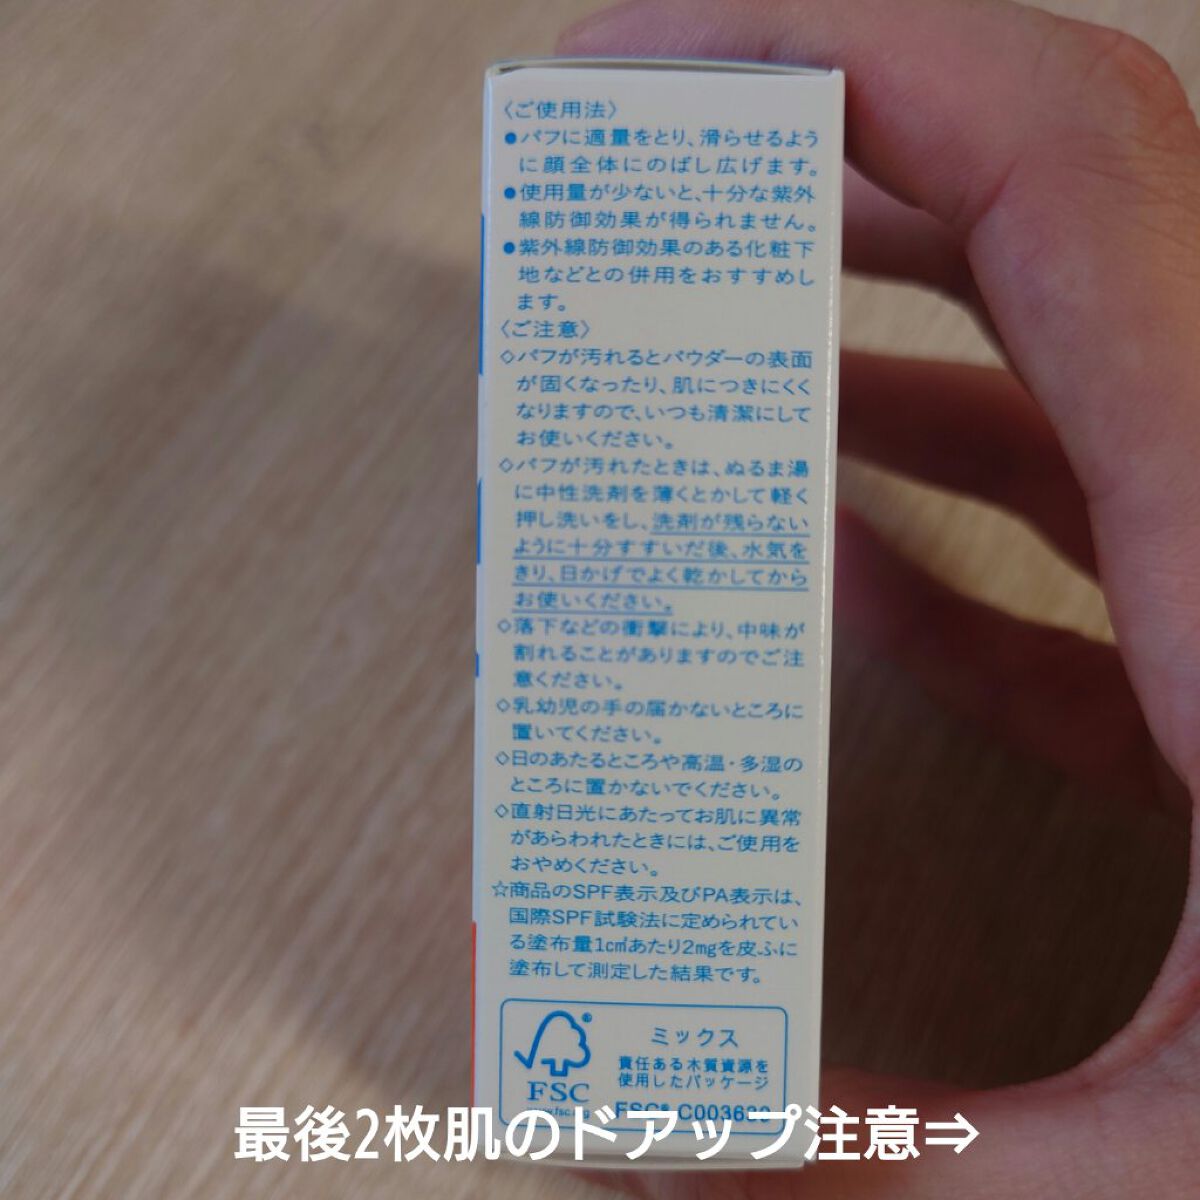 〈ご使用法〉
●パフに適量をとり、滑らせるよう
に顔全体にのばし広げます。
●使用量が少ないと、十分な紫外
線防御効果が得られません。
●紫外線防御効果のある化粧下
地などとの併用をおすすめし
ます。
〈ご注意〉
◇パフが汚れるとパウダーの表面
が固くなったり、肌につきにくく
なりますので、いつも清潔にして
お使いください。
◇パフが汚れたときは、ぬるま湯
に中性洗剤を薄くとかして軽く
押し洗いをし、洗剤が残らない
ように十分すすいだ後、水気を
きり、日かげでよく乾かしてから
お使いください。
◇落下などの衝撃により、中味が
割れることがありますのでご注
意ください。
◇乳幼児の手の届かないところに
置いてください。
◇日のあたるところや高温・多湿の
ところに置かないでください。
◇直射日光にあたってお肌に異常
があらわれたときには、ご使用を
おやめください。
☆商品のSPF表示及びPA表示は、
国際SPF試験法に定められてい
る塗布量1c㎡あたり2mgを皮ふに
塗布して測定した結果です。
®
FSC
ミックス
責任ある木質資源を
使用したパッケージ
FSC® C003630
最後2枚肌のドアップ注意⇒